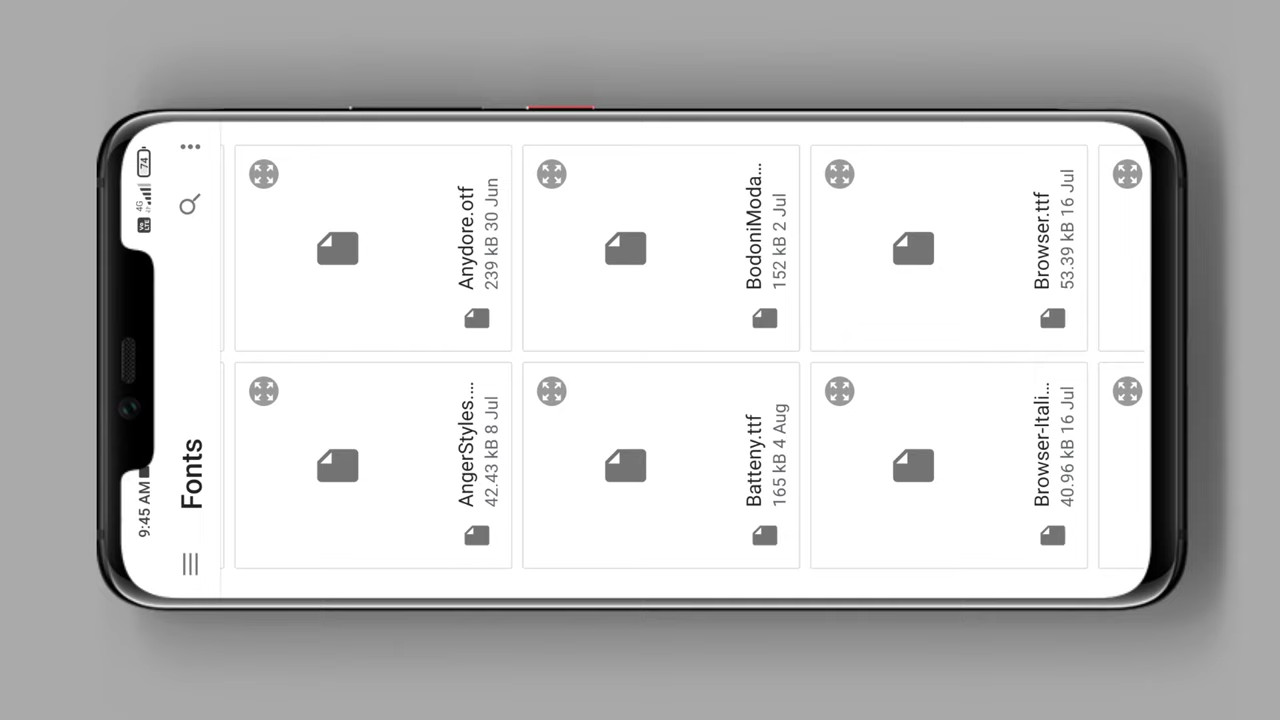 9:45 AM
4G
74
Fonts
AngerStyles....
42.43 kB 8 Jul
Anydore.otf
239 kB 30 Jun
Batteny.ttf
165 kB 4 Aug
BodoniModa...
152 kB 2 Jul
Browser-Itali...
40.96 kB 16 Jul
Browser.ttf
53.39 kB 16 Jul